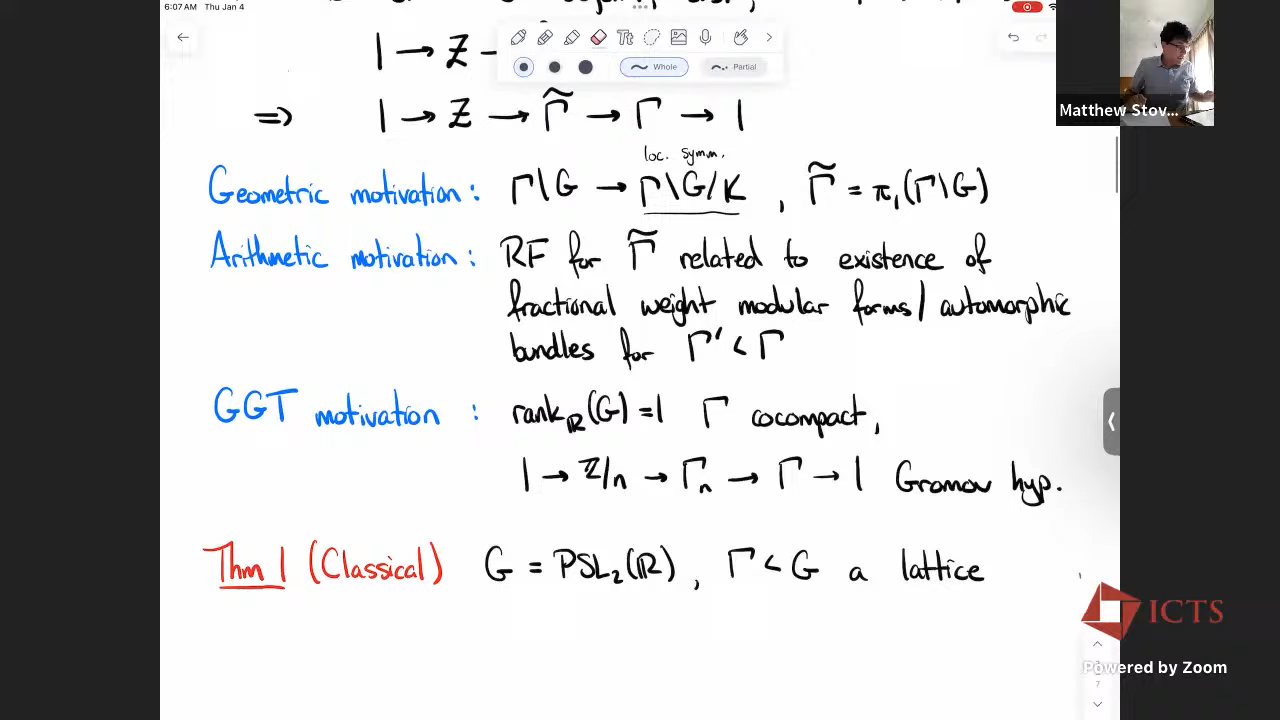 6:07AM Thu Jan 4
1 → ℤ →
Whole
Partial
Matthew Stov...
⇒ 1 → ℤ → Γ̃ → Γ → 1
loc. symm.
Geometric motivation: Γ\G → Γ\G/K, Γ̃ = π₁(Γ\G)
Arithmetic motivation: RF for Γ̃ related to existence of
fractional weight modular forms/automorphic
bundles for Γ' < Γ
GGT motivation: rank_ℝ(G)=1 Γ cocompact,
1 → ℤ/n → Γₙ → Γ → 1 Gromov hyp.
Thm 1 (Classical) G = PSL₂(ℝ), Γ < G a lattice
ICTS
Powered by Zoom
7